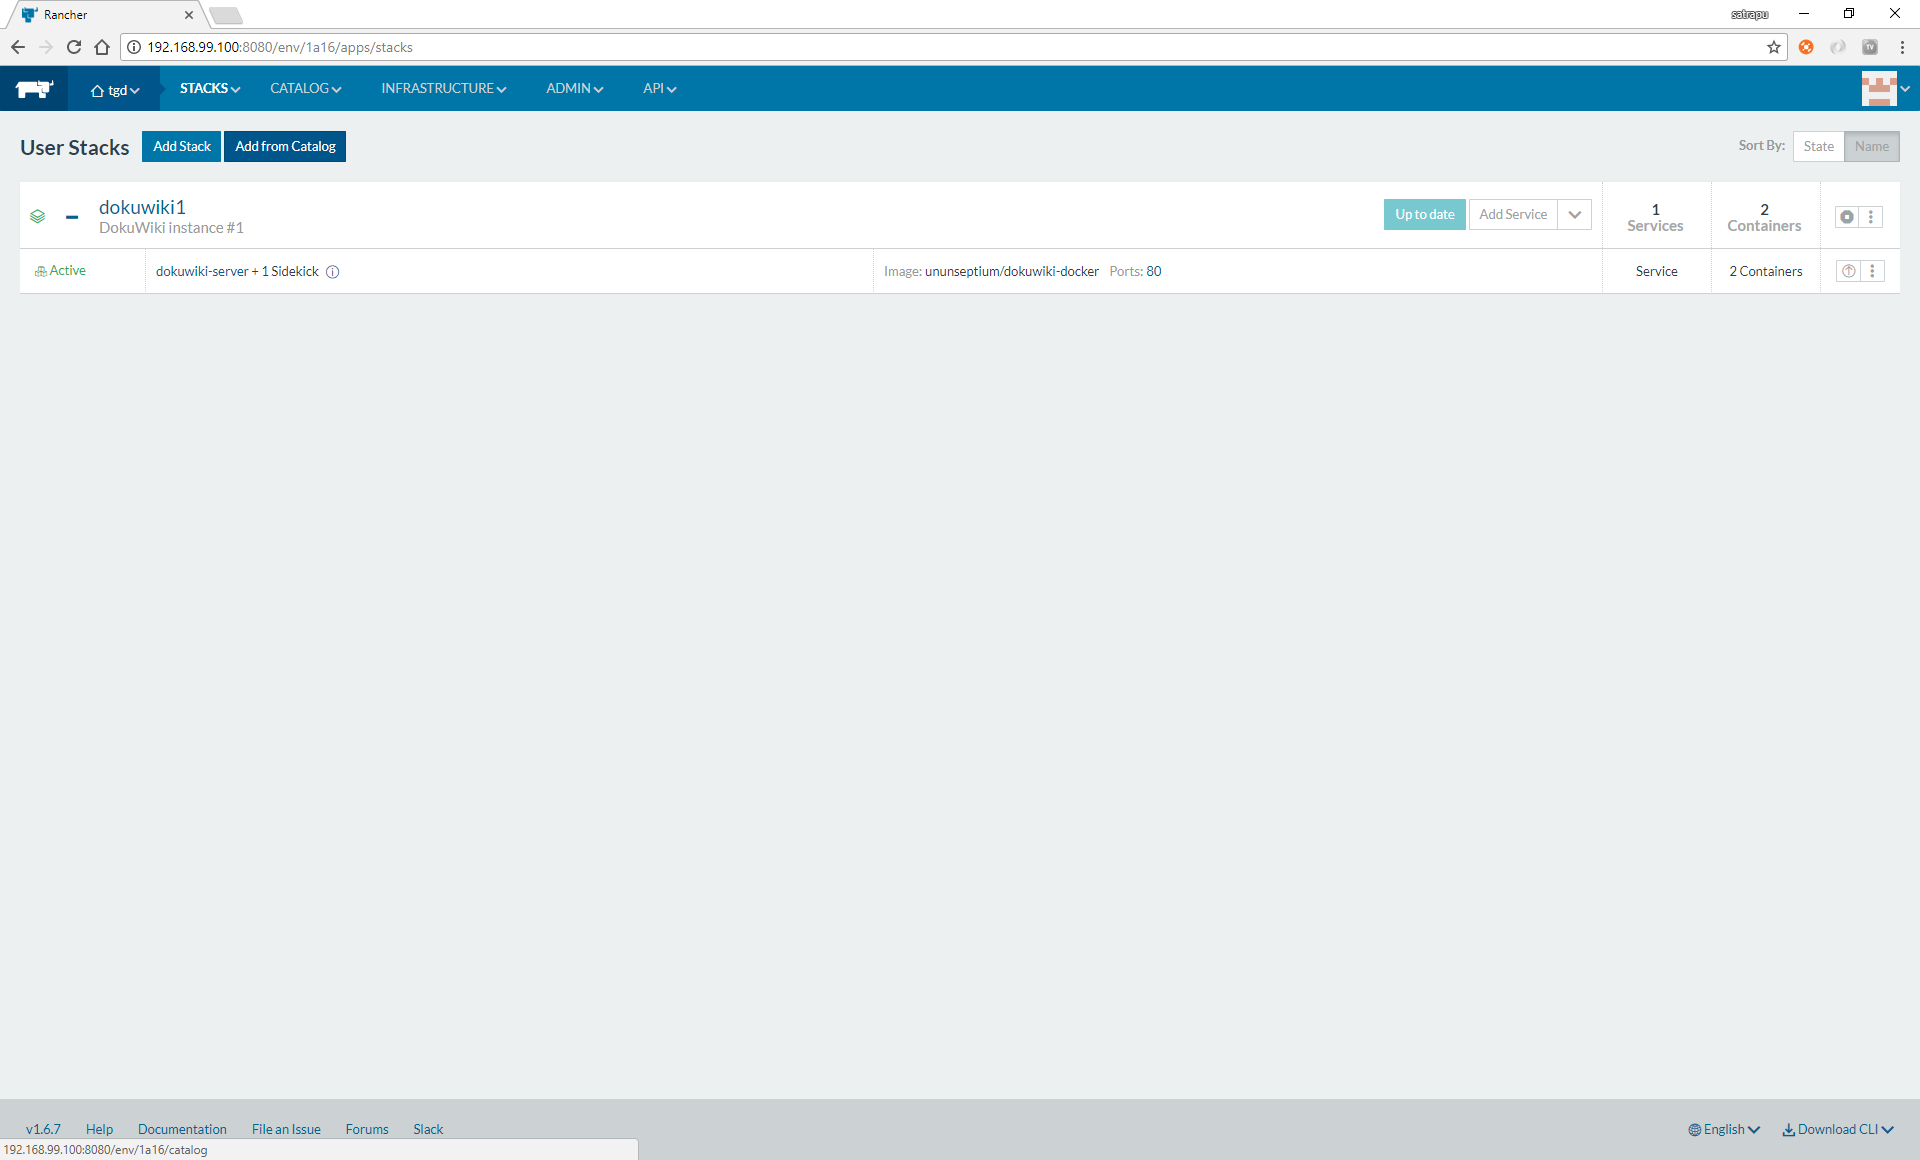 Rancher
satrapu
192.168.99.100:8080/env/1a16/apps/stacks
TV
tgd STACKS CATALOG INFRASTRUCTURE ADMIN API
User Stacks Add Stack Add from Catalog Sort By: State Name
dokuwiki1
DokuWiki instance #1
Up to date Add Service
1
Services
2
Containers
Active dokuwiki-server + 1 Sidekick Image: ununseptium/dokuwiki-docker Ports: 80 Service 2 Containers
v1.6.7 Help Documentation File an Issue Forums Slack English Download CLI
192.168.99.100:8080/env/1a16/catalog